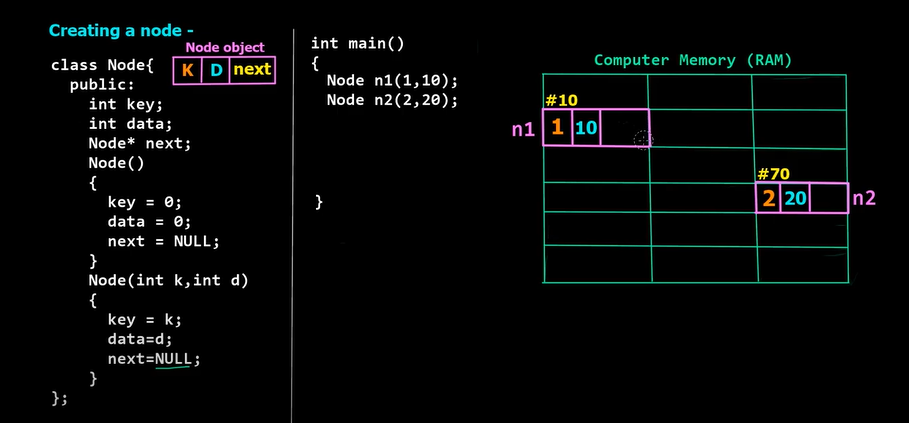 Creating a node -
Node object
K D next
class Node{
public:
int key;
int data;
Node* next;
Node()
{
key = 0;
data = 0;
next = NULL;
}
Node(int k,int d)
{
key = k;
data=d;
next=NULL;
}
};
int main()
{
Node n1(1,10);
Node n2(2,20);
}
Computer Memory (RAM)
#10
n1 1 10
#70
2 20 n2